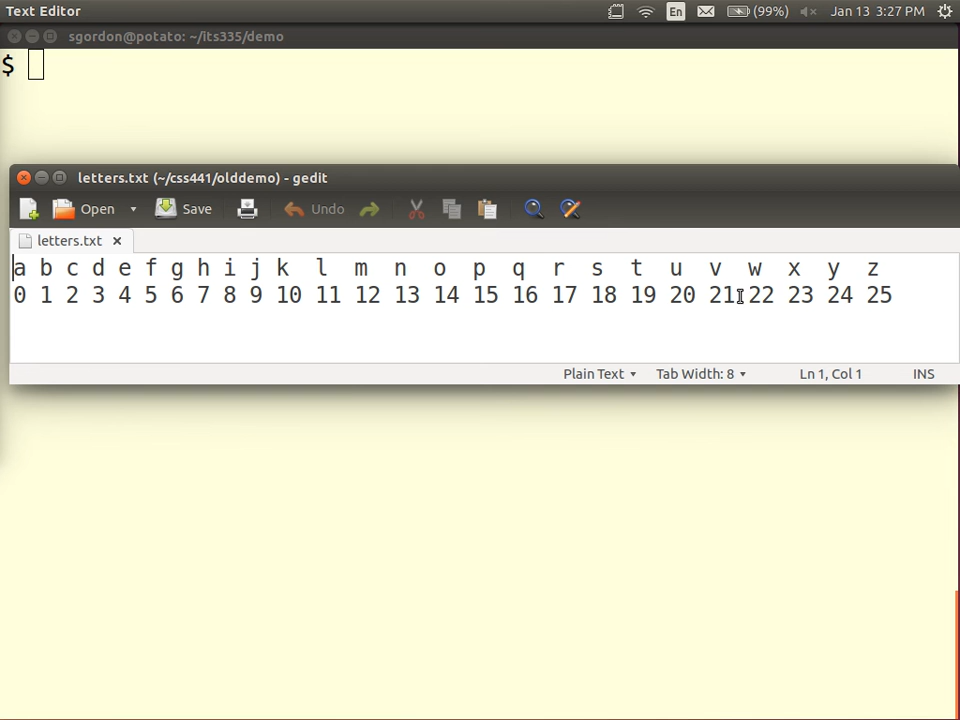 Text Editor En (99%) Jan 13 3:27 PM
sgordon@potato: ~/its335/demo
$
letters.txt (~/css441/olddemo) - gedit
Open Save Undo
letters.txt
a b c d e f g h i j k l m n o p q r s t u v w x y z
0 1 2 3 4 5 6 7 8 9 10 11 12 13 14 15 16 17 18 19 20 21 22 23 24 25
Plain Text Tab Width: 8 Ln 1, Col 1 INS